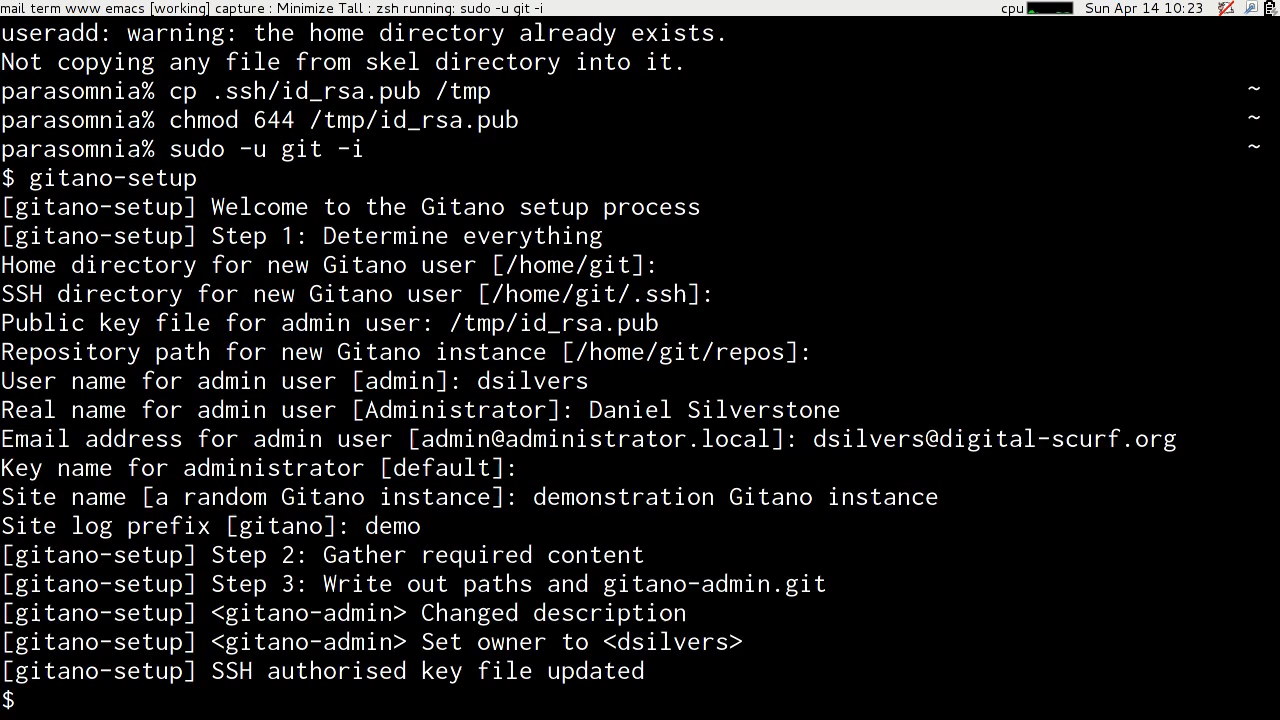 mail term www emacs [working] capture : Minimize Tall : zsh running: sudo -u git -i cpu Sun Apr 14 10:23
useradd: warning: the home directory already exists.
Not copying any file from skel directory into it.
parasomnia% cp .ssh/id_rsa.pub /tmp ~
parasomnia% chmod 644 /tmp/id_rsa.pub ~
parasomnia% sudo -u git -i ~
$ gitano-setup
[gitano-setup] Welcome to the Gitano setup process
[gitano-setup] Step 1: Determine everything
Home directory for new Gitano user [/home/git]:
SSH directory for new Gitano user [/home/git/.ssh]:
Public key file for admin user: /tmp/id_rsa.pub
Repository path for new Gitano instance [/home/git/repos]:
User name for admin user [admin]: dsilvers
Real name for admin user [Administrator]: Daniel Silverstone
Email address for admin user [admin@administrator.local]: dsilvers@digital-scurf.org
Key name for administrator [default]:
Site name [a random Gitano instance]: demonstration Gitano instance
Site log prefix [gitano]: demo
[gitano-setup] Step 2: Gather required content
[gitano-setup] Step 3: Write out paths and gitano-admin.git
[gitano-setup] <gitano-admin> Changed description
[gitano-setup] <gitano-admin> Set owner to <dsilvers>
[gitano-setup] SSH authorised key file updated
$